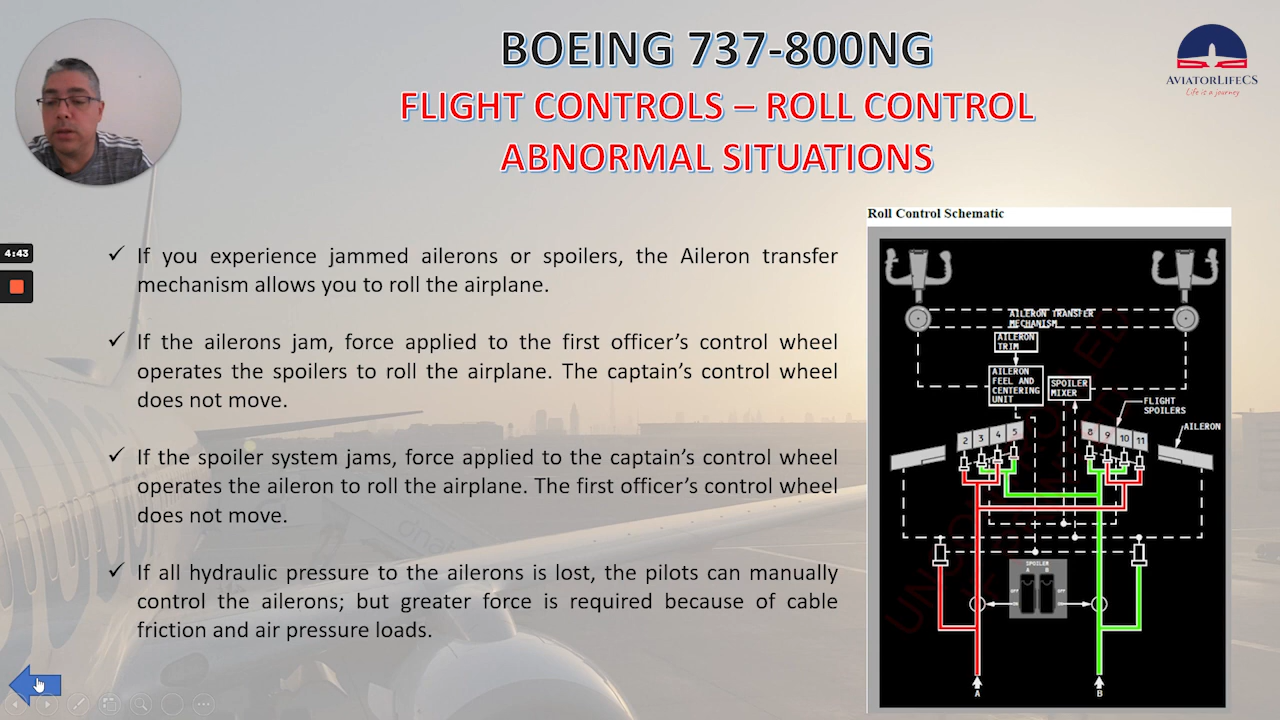 BOEING 737-800NG
FLIGHT CONTROLS – ROLL CONTROL
ABNORMAL SITUATIONS
AVIATORLIFECS
Life is a journey
4:43
✓ If you experience jammed ailerons or spoilers, the Aileron transfer
mechanism allows you to roll the airplane.
✓ If the ailerons jam, force applied to the first officer’s control wheel
operates the spoilers to roll the airplane. The captain’s control wheel
does not move.
✓ If the spoiler system jams, force applied to the captain’s control wheel
operates the aileron to roll the airplane. The first officer’s control wheel
does not move.
✓ If all hydraulic pressure to the ailerons is lost, the pilots can manually
control the ailerons; but greater force is required because of cable
friction and air pressure loads.
Roll Control Schematic
AILERON TRANSFER
MECHANISM
AILERON
TRIM
AILERON
FEEL AND
CENTERING
UNIT
SPOILER
MIXER
FLIGHT
SPOILERS
AILERON
2 3 4 5
8 9 10 11
SPOILER
A B
OFF OFF
A B